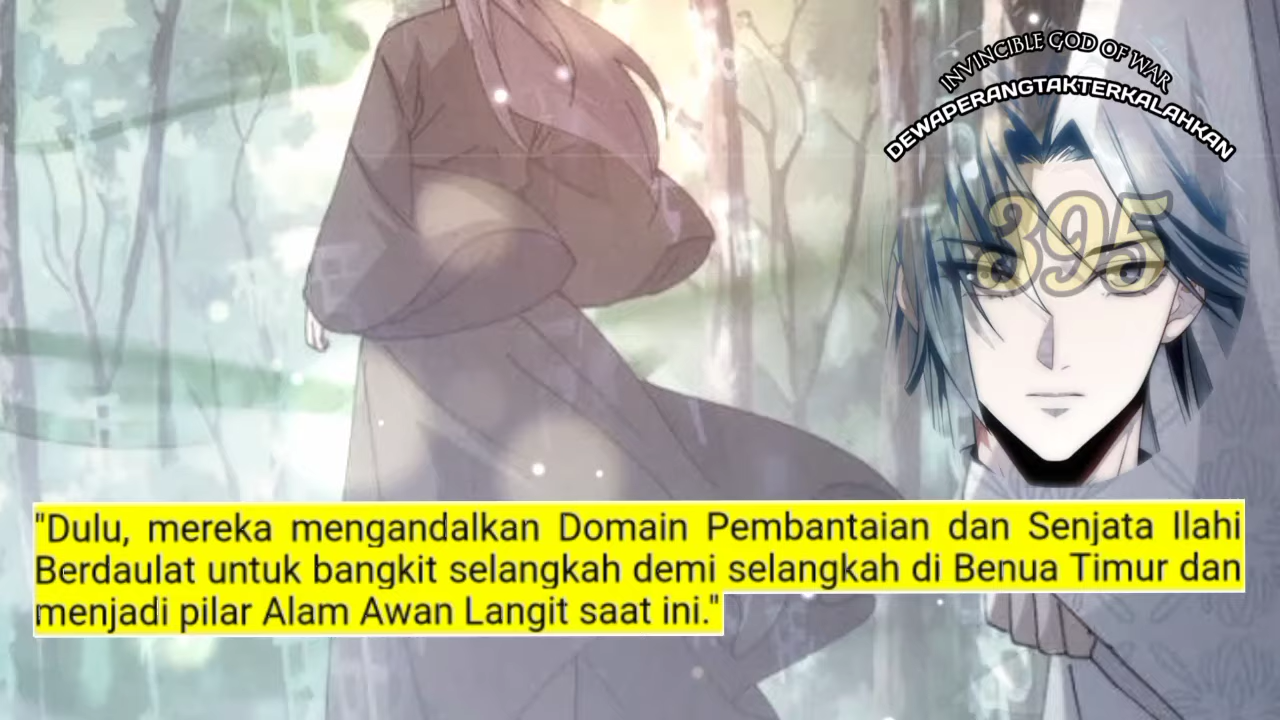 INVINCIBLE GOD OF WAR
DEWAPERANGTAKTERKALAHKAN
395
"Dulu, mereka mengandalkan Domain Pembantaian dan Senjata Ilahi
Berdaulat untuk bangkit selangkah demi selangkah di Benua Timur dan
menjadi pilar Alam Awan Langit saat ini."